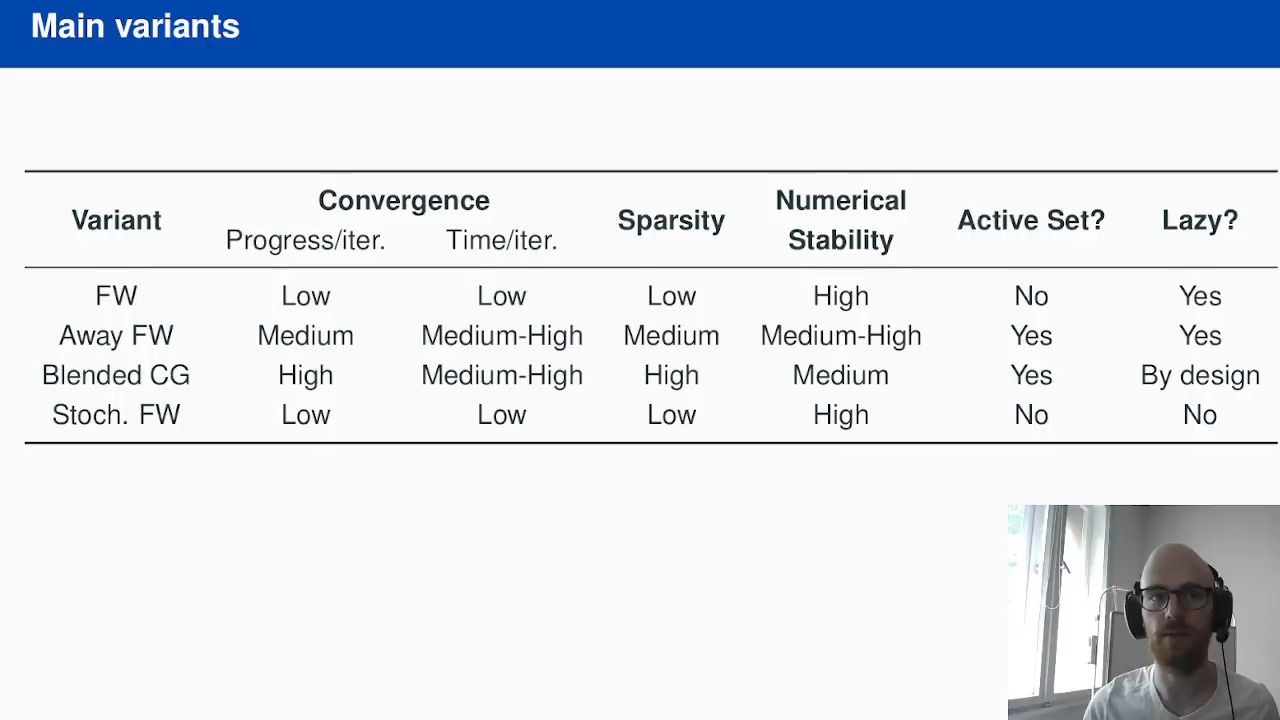 Main variants
Variant Convergence Sparsity Numerical Stability Active Set? Lazy?
Progress/iter. Time/iter.
FW Low Low Low High No Yes
Away FW Medium Medium-High Medium Medium-High Yes Yes
Blended CG High Medium-High High Medium Yes By design
Stoch. FW Low Low Low High No No